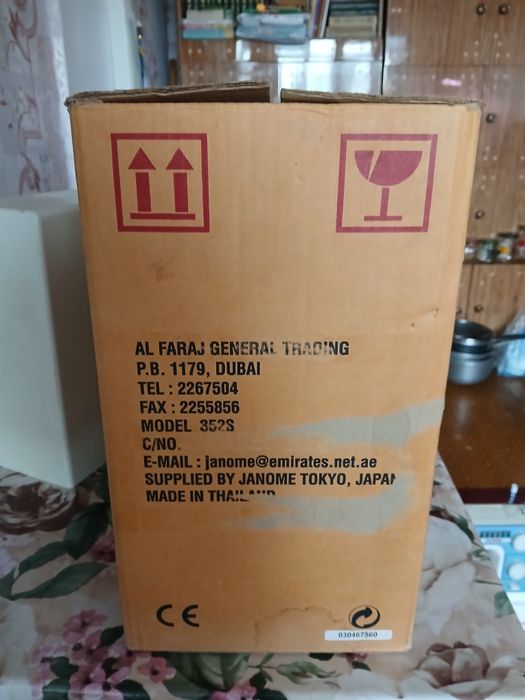 AL FARAJ GENERAL TRADING
P.B. 1179, DUBAI
TEL : 2267504
FAX : 2255856
MODEL 352S
C/NO.
E-MAIL : janome@emirates.net.ae
SUPPLIED BY JANOME TOKYO, JAPAN
MADE IN THAILAND
CE
030467560